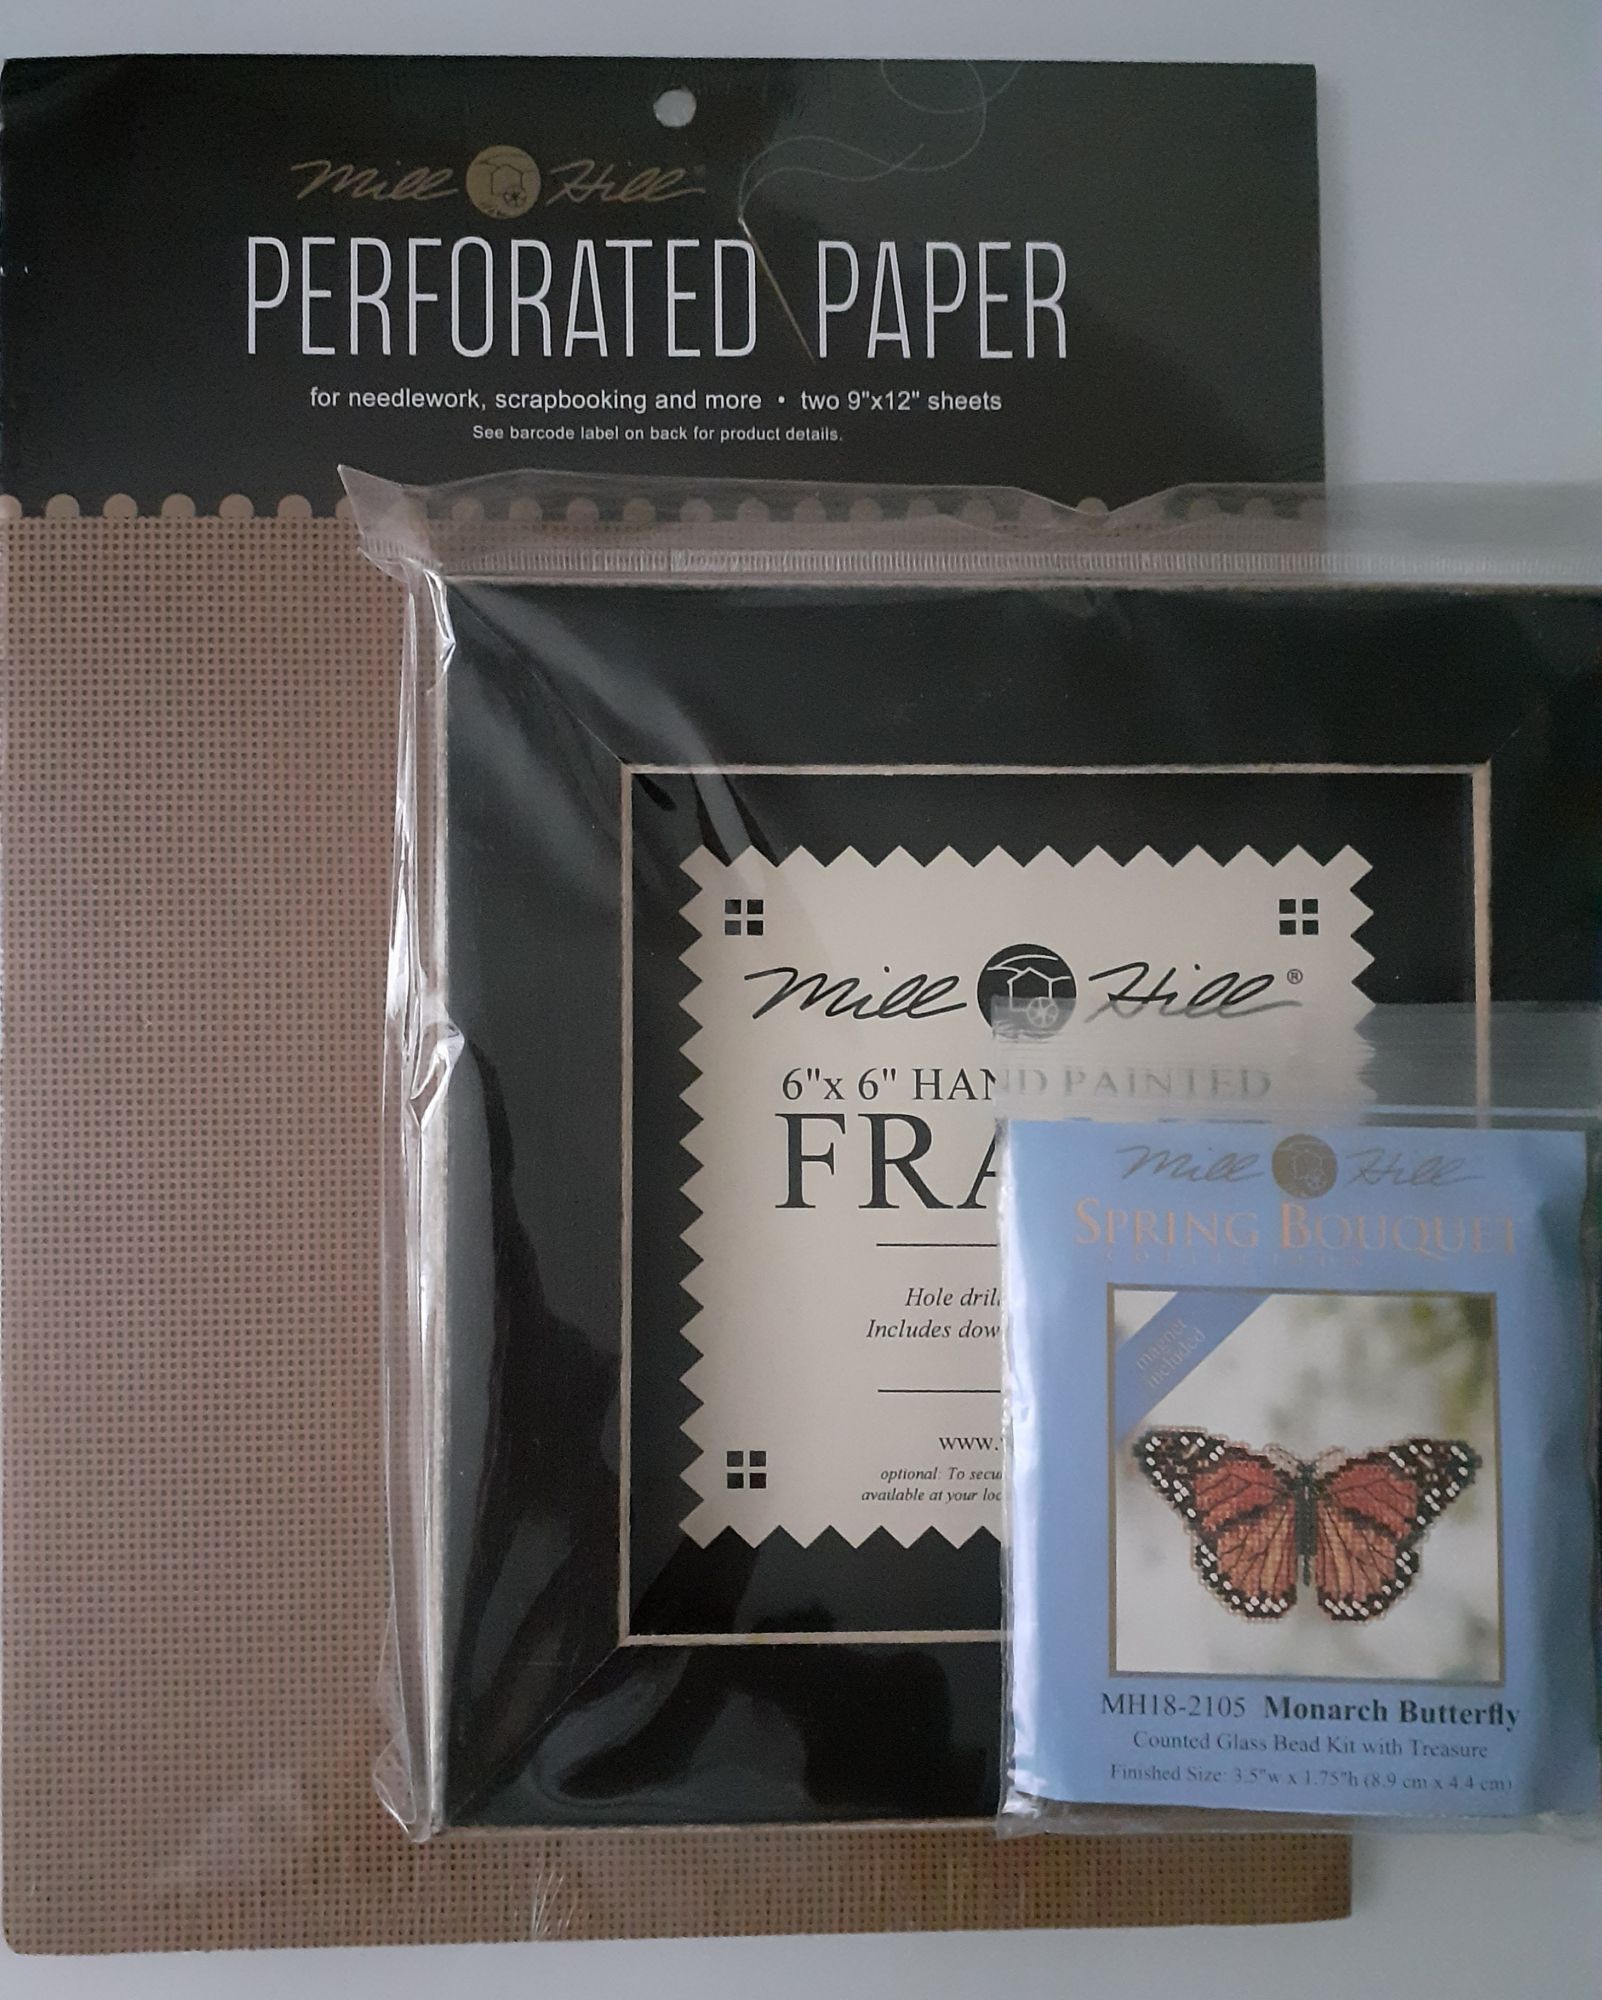 Mill Hill®
PERFORATED PAPER
for needlework, scrapbooking and more • two 9"x12" sheets
See barcode label on back for product details.
Mill Hill®
6"x 6" HAND PAINTED
FRA
Hole dril
Includes dow
www.
optional: To secu
available at your loc
Mill Hill
SPRING BOUQUET
COLLECTION
magnet
included
MH18-2105 Monarch Butterfly
Counted Glass Bead Kit with Treasure
Finished Size: 3.5"w x 1.75"h (8.9 cm x 4.4 cm)